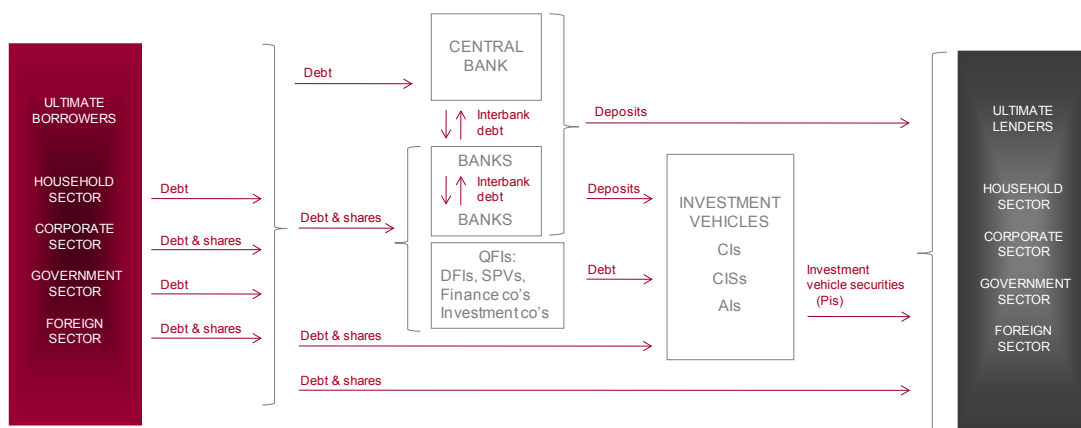 ULTIMATE
BORROWERS
HOUSEHOLD
SECTOR
CORPORATE
SECTOR
GOVERNMENT
SECTOR
FOREIGN
SECTOR
Debt
Debt & shares
Debt
Debt & shares
Debt
Debt & shares
Debt & shares
Debt & shares
CENTRAL
BANK
Interbank
debt
BANKS
Interbank
debt
BANKS
QFIs:
DFIs, SPVs,
Finance co's
Investment co's
Deposits
Deposits
Debt
INVESTMENT
VEHICLES
CIs
CISs
AIs
Investment
vehicle securities
(PIs)
ULTIMATE
LENDERS
HOUSEHOLD
SECTOR
CORPORATE
SECTOR
GOVERNMENT
SECTOR
FOREIGN
SECTOR